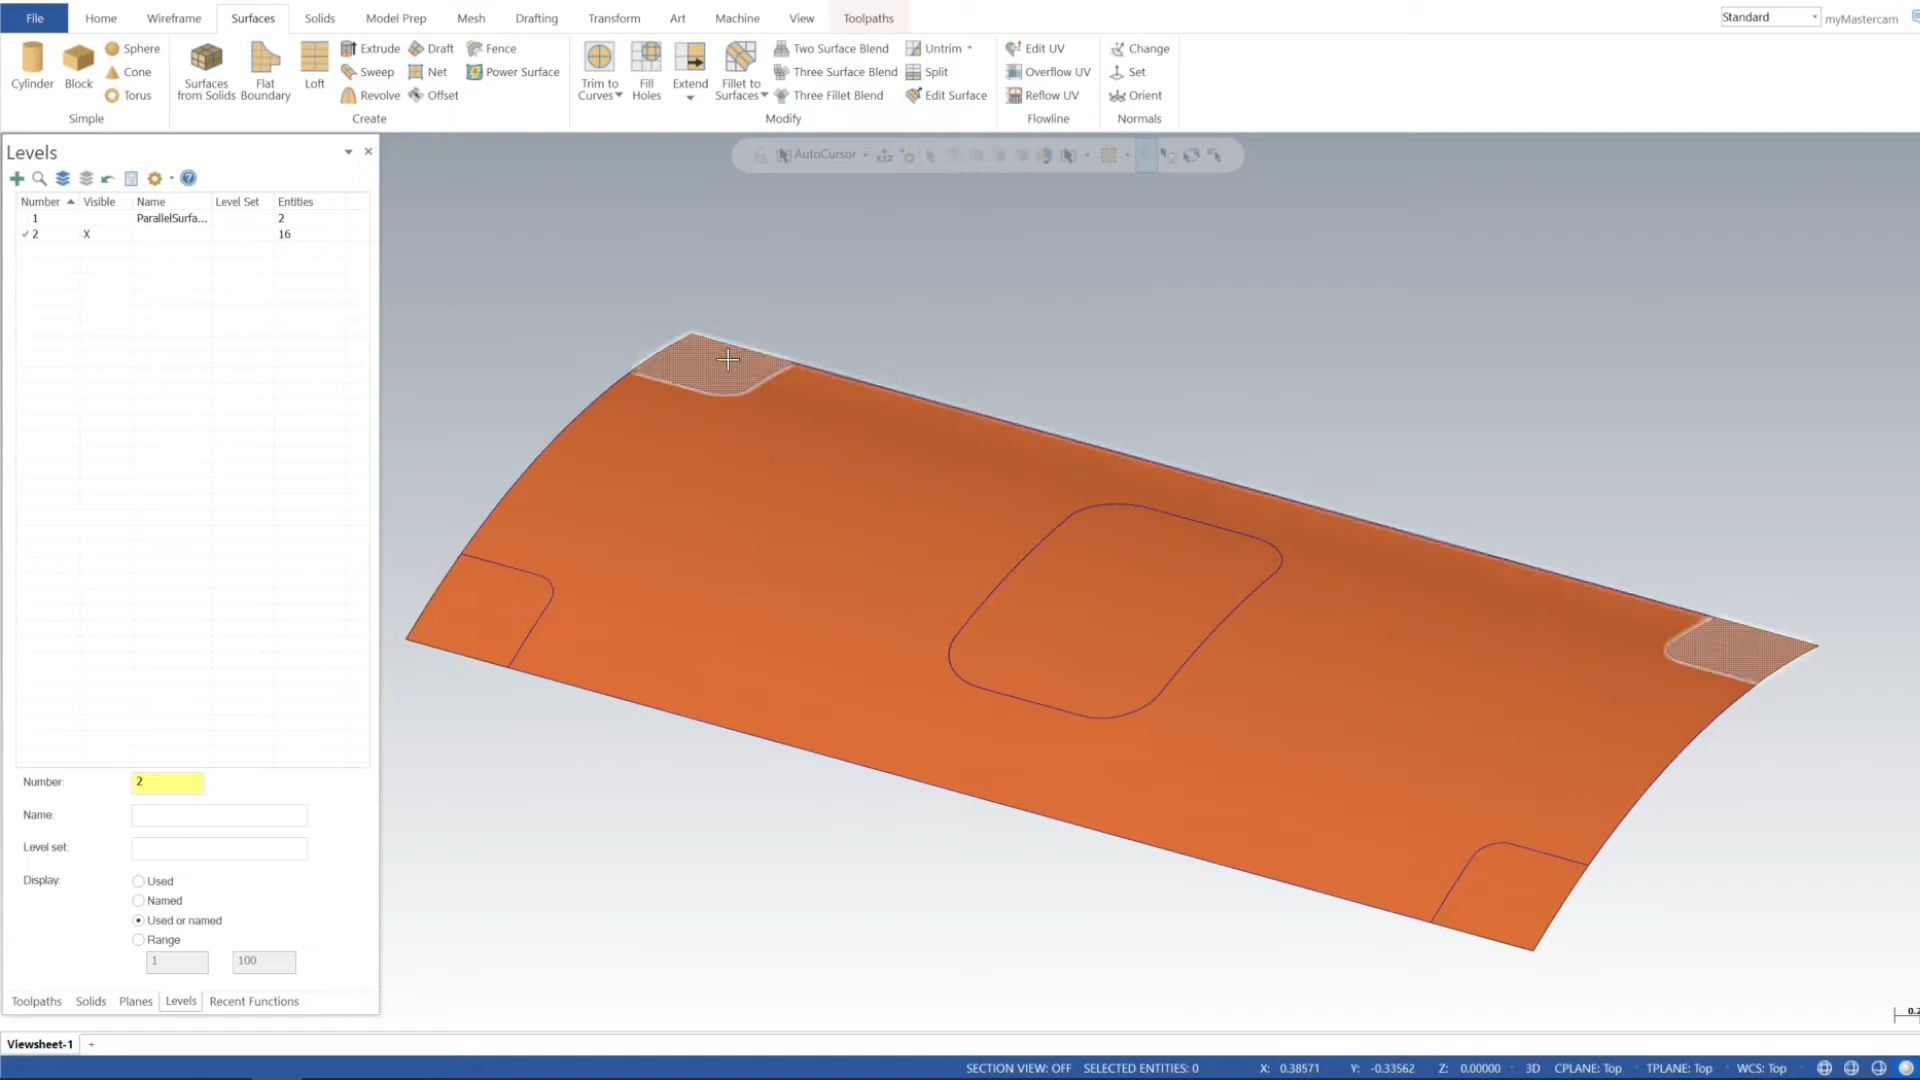 File Home Wireframe Surfaces Solids Model Prep Mesh Drafting Transform Art Machine View Toolpaths Standard myMastercam
Cylinder Block Sphere Cone Torus
Simple
Surfaces from Solids Flat Boundary Loft Extrude Sweep Revolve Draft Net Offset Fence Power Surface
Create
Trim to Curves Fill Holes Extend Fillet to Surfaces Two Surface Blend Three Surface Blend Three Fillet Blend Untrim Split Edit Surface
Modify
Edit UV Overflow UV Reflow UV
Flowline
Change Set Orient
Normals
Levels
AutoCursor
Number Visible Name Level Set Entities
1 ParallelSurfa... 2
2 X 16
Number: 2
Name:
Level set:
Display: Used
Named
Used or named
Range
1 100
Toolpaths Solids Planes Levels Recent Functions
0.2
Viewsheet-1 +
SECTION VIEW: OFF SELECTED ENTITIES: 0 X: 0.38571 Y: -0.33562 Z: 0.00000 3D CPLANE: Top TPLANE: Top WCS: Top